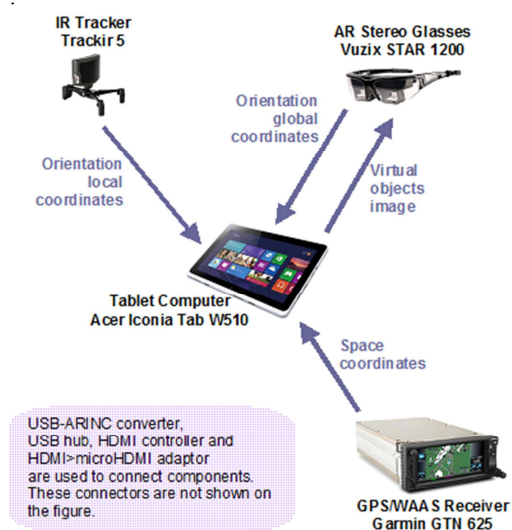 IR Tracker
Trackir 5
AR Stereo Glasses
Vuzix STAR 1200
Orientation
global
coordinates
Orientation
local
coordinates
Virtual
objects
image
Tablet Computer
Acer Iconia Tab W510
Space
coordinates
USB-ARINC converter,
USB hub, HDMI controller and
HDMI>microHDMI adaptor
are used to connect components.
These connectors are not shown on
the figure.
GPS/WAAS Receiver
Garmin GTN 625